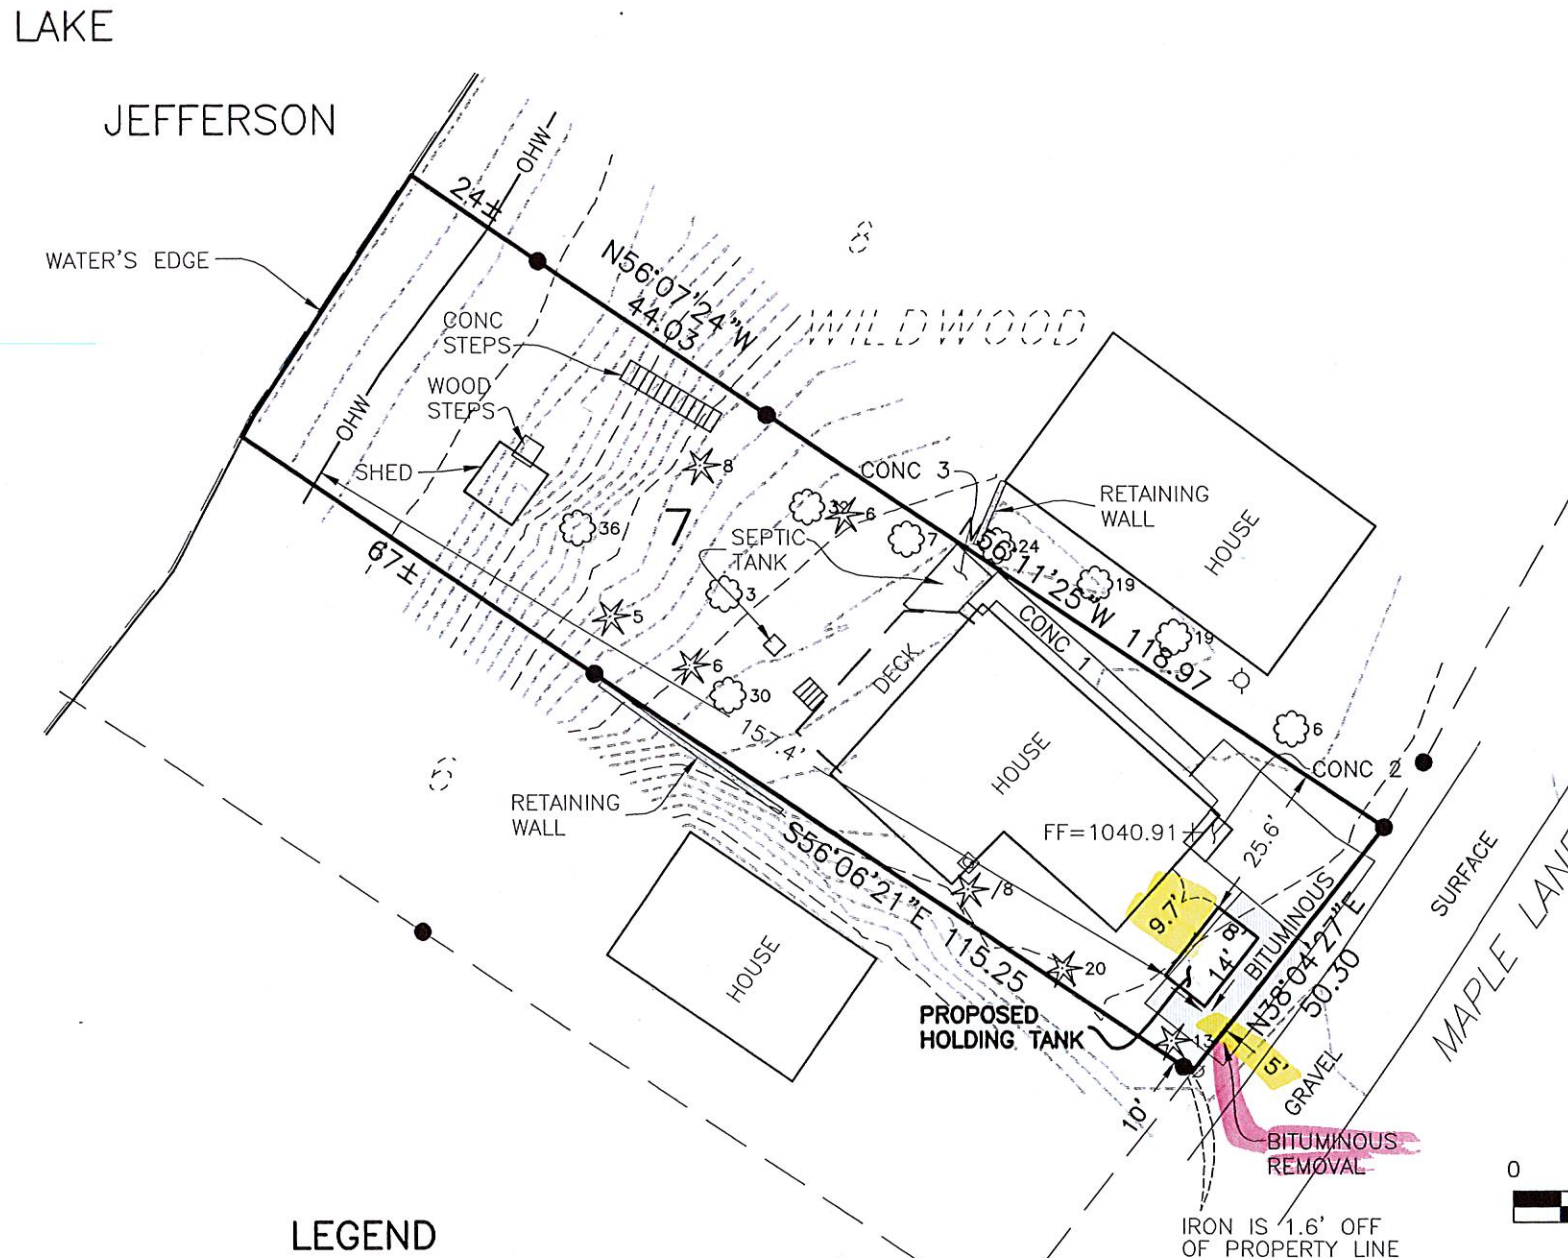 LAKE
JEFFERSON
OHW
24±
WATER'S EDGE
8
N56°07'24"W
44.03
WILDWOOD
CONC
STEPS
WOOD
STEPS
OHW
SHED
CONC 3
RETAINING
WALL
HOUSE
8
36
7
32
6
7
24
SEPTIC
TANK
N56°11'25"W 118.97
19
67±
3
5
CONC 1
19
DECK
6
30
157.4'
6
6
HOUSE
CONC 2
RETAINING
WALL
S56°06'21"E 115.25
FF=1040.91
25.6'
SURFACE
MAPLE LANE
18
9.7'
8'
14'
BITUMINOUS
N38°04'27"E
50.30
HOUSE
20
PROPOSED
HOLDING TANK
13
5'
GRAVEL
10'
BITUMINOUS
REMOVAL
0
IRON IS 1.6' OFF
OF PROPERTY LINE
LEGEND